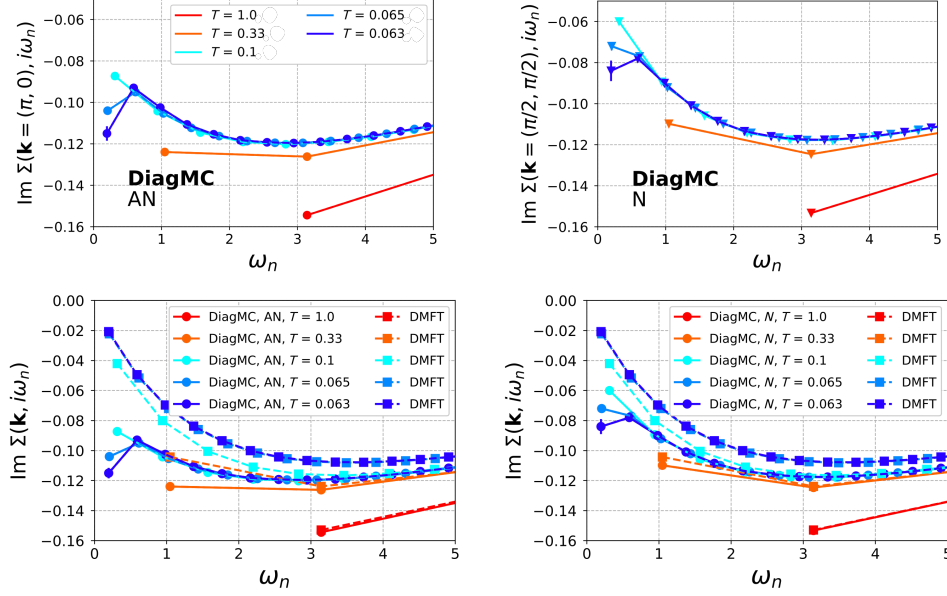 −0.06
−0.08
−0.10
−0.12
−0.14
−0.16
Im Σ(k = (π, 0), iωn)
T = 1.0
T = 0.33
T = 0.1
T = 0.065
T = 0.063
DiagMC
AN
0 1 2 3 4 5
ωn
−0.06
−0.08
−0.10
−0.12
−0.14
−0.16
Im Σ(k = (π/2, π/2), iωn)
DiagMC
N
0 1 2 3 4 5
ωn
0.00
−0.02
−0.04
−0.06
−0.08
−0.10
−0.12
−0.14
−0.16
Im Σ(k, iωn)
DiagMC, AN, T = 1.0 DMFT
DiagMC, AN, T = 0.33 DMFT
DiagMC, AN, T = 0.1 DMFT
DiagMC, AN, T = 0.065 DMFT
DiagMC, AN, T = 0.063 DMFT
0 1 2 3 4 5
ωn
0.00
−0.02
−0.04
−0.06
−0.08
−0.10
−0.12
−0.14
−0.16
Im Σ(k, iωn)
DiagMC, N, T = 1.0 DMFT
DiagMC, N, T = 0.33 DMFT
DiagMC, N, T = 0.1 DMFT
DiagMC, N, T = 0.065 DMFT
DiagMC, N, T = 0.063 DMFT
0 1 2 3 4 5
ωn